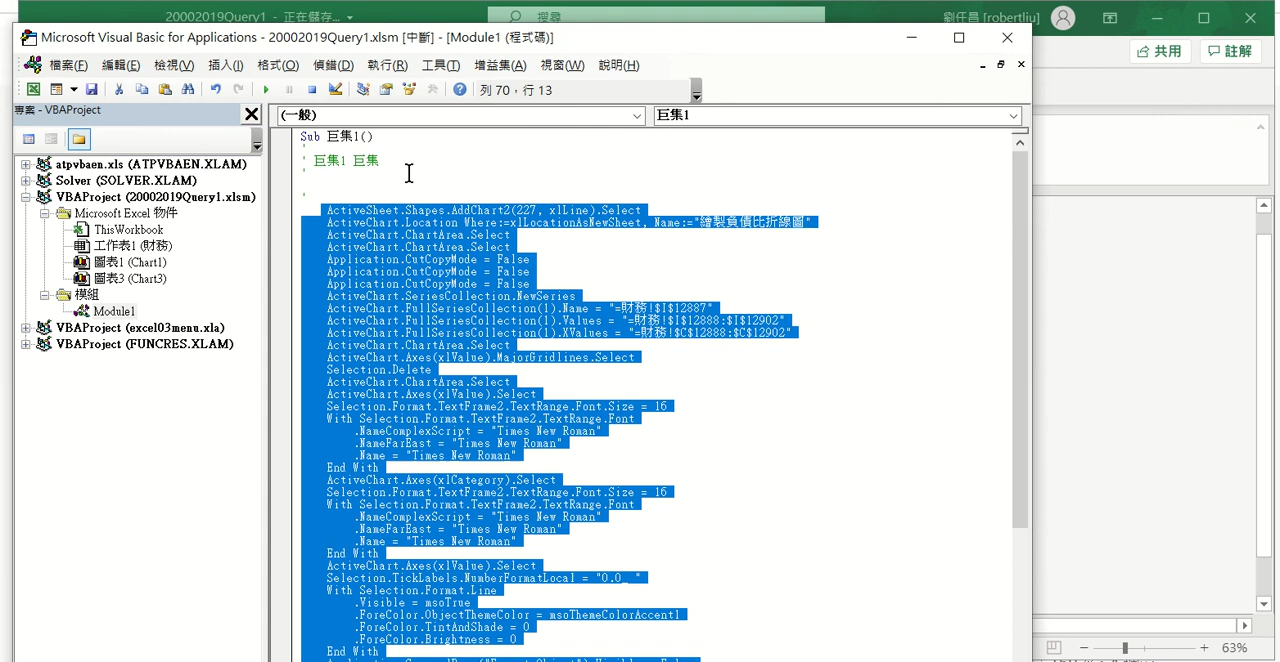 20002019Query1 - 正在儲存...
搜尋
劉任昌 [robertliu]
Microsoft Visual Basic for Applications - 20002019Query1.xlsm [中斷] - [Module1 (程式碼)]
共用
註解
檔案(F) 編輯(E) 檢視(V) 插入(I) 格式(O) 偵錯(D) 執行(R) 工具(T) 增益集(A) 視窗(W) 說明(H)
列 70，行 13
專案 - VBAProject
(一般)
巨集1
atpvbaen.xls (ATPVBAEN.XLAM)
Solver (SOLVER.XLAM)
VBAProject (20002019Query1.xlsm)
Microsoft Excel 物件
ThisWorkbook
工作表1 (財務)
圖表1 (Chart1)
圖表3 (Chart3)
模組
Module1
VBAProject (excel03menu.xla)
VBAProject (FUNCRES.XLAM)
Sub 巨集1()
'
' 巨集1 巨集
'
'
ActiveSheet.Shapes.AddChart2(227, xlLine).Select
ActiveChart.Location Where:=xlLocationAsNewSheet, Name:="繪製負債比折線圖"
ActiveChart.ChartArea.Select
ActiveChart.ChartArea.Select
Application.CutCopyMode = False
Application.CutCopyMode = False
Application.CutCopyMode = False
ActiveChart.SeriesCollection.NewSeries
ActiveChart.FullSeriesCollection(1).Name = "=財務!$I$12887"
ActiveChart.FullSeriesCollection(1).Values = "=財務!$I$12888:$I$12902"
ActiveChart.FullSeriesCollection(1).XValues = "=財務!$C$12888:$C$12902"
ActiveChart.ChartArea.Select
ActiveChart.Axes(xlValue).MajorGridlines.Select
Selection.Delete
ActiveChart.ChartArea.Select
ActiveChart.Axes(xlValue).Select
Selection.Format.TextFrame2.TextRange.Font.Size = 16
With Selection.Format.TextFrame2.TextRange.Font
.NameComplexScript = "Times New Roman"
.NameFarEast = "Times New Roman"
.Name = "Times New Roman"
End With
ActiveChart.Axes(xlCategory).Select
Selection.Format.TextFrame2.TextRange.Font.Size = 16
With Selection.Format.TextFrame2.TextRange.Font
.NameComplexScript = "Times New Roman"
.NameFarEast = "Times New Roman"
.Name = "Times New Roman"
End With
ActiveChart.Axes(xlValue).Select
Selection.TickLabels.NumberFormatLocal = "0.0_ "
With Selection.Format.Line
.Visible = msoTrue
.ForeColor.ObjectThemeColor = msoThemeColorAccent1
.ForeColor.TintAndShade = 0
.ForeColor.Brightness = 0
End With
63%